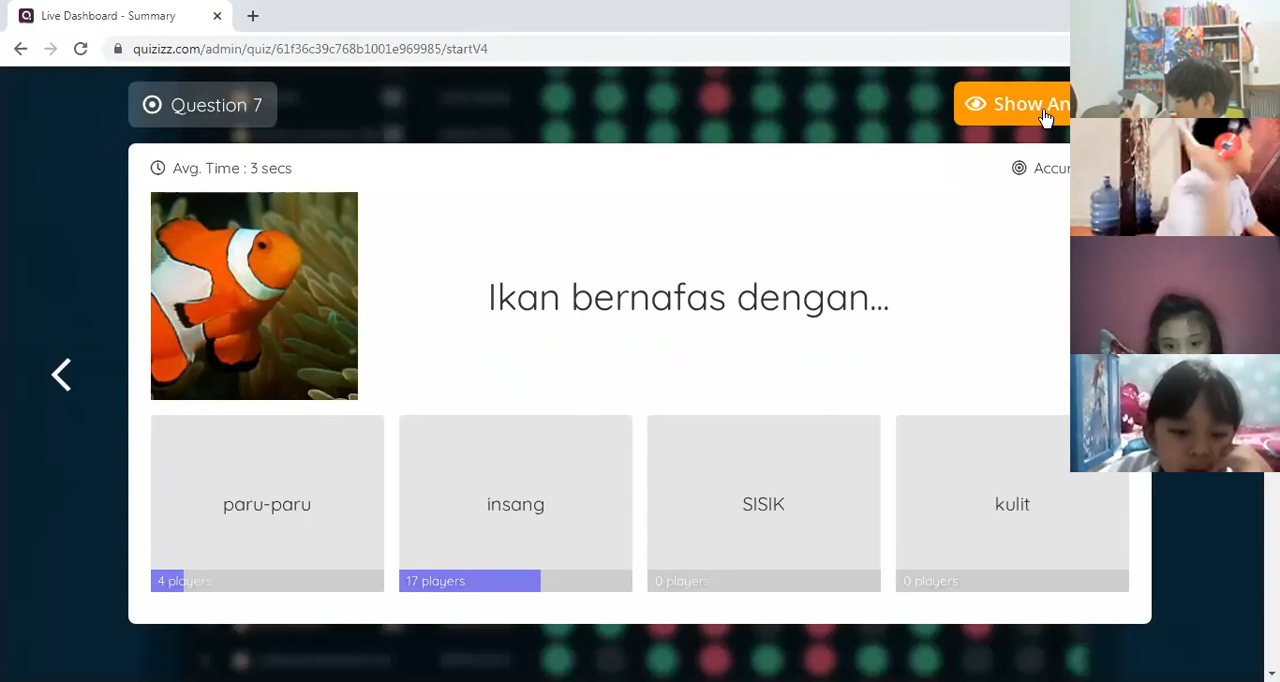 Live Dashboard - Summary
quizizz.com/admin/quiz/61f36c39c768b1001e969985/startV4
Question 7
Show An
Avg. Time : 3 secs
Accur
Ikan bernafas dengan...
paru-paru
insang
SISIK
kulit
4 players
17 players
0 players
0 players